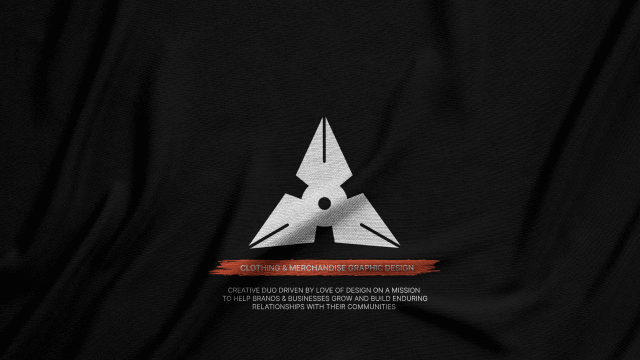 CLOTHING & MERCHANDISE GRAPHIC DESIGN
CREATIVE DUO DRIVEN BY LOVE OF DESIGN ON A MISSION
TO HELP BRANDS & BUSINESSES GROW AND BUILD ENDURING
RELATIONSHIPS WITH THEIR COMMUNITIES